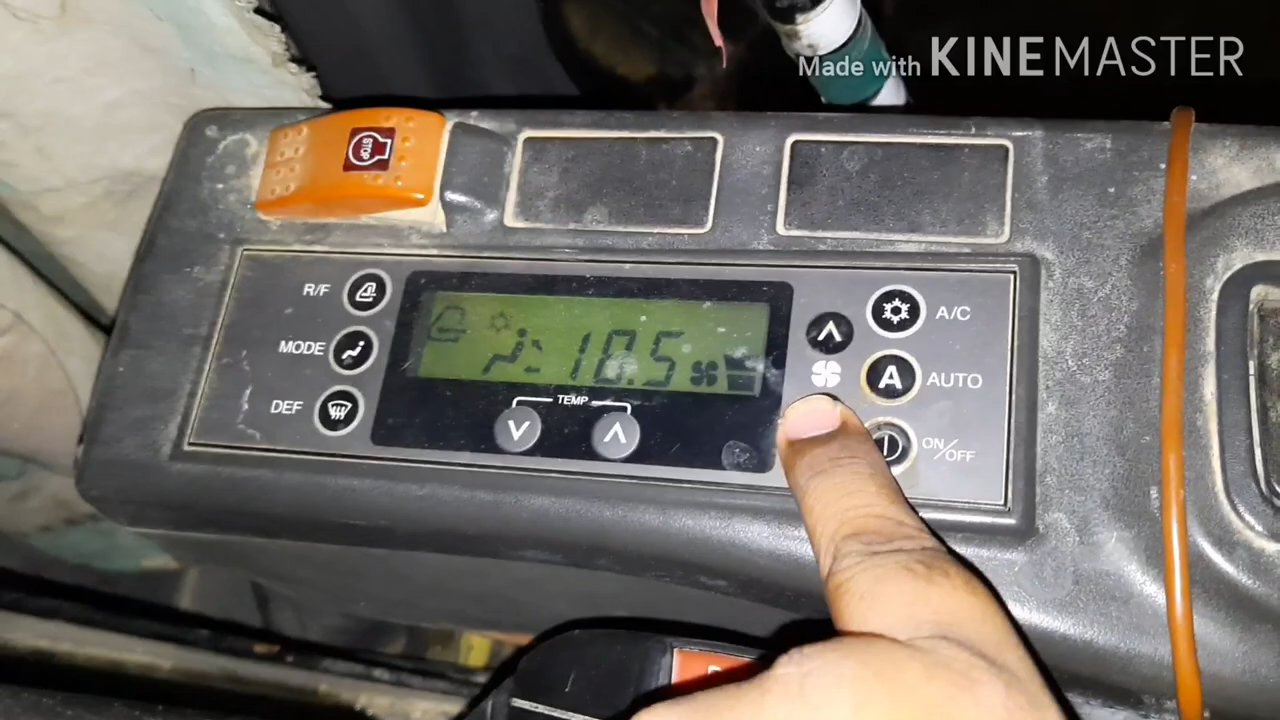 Made with KINEMASTER
STOP
R/F
MODE
DEF
18.5
TEMP
A/C
A AUTO
ON/OFF